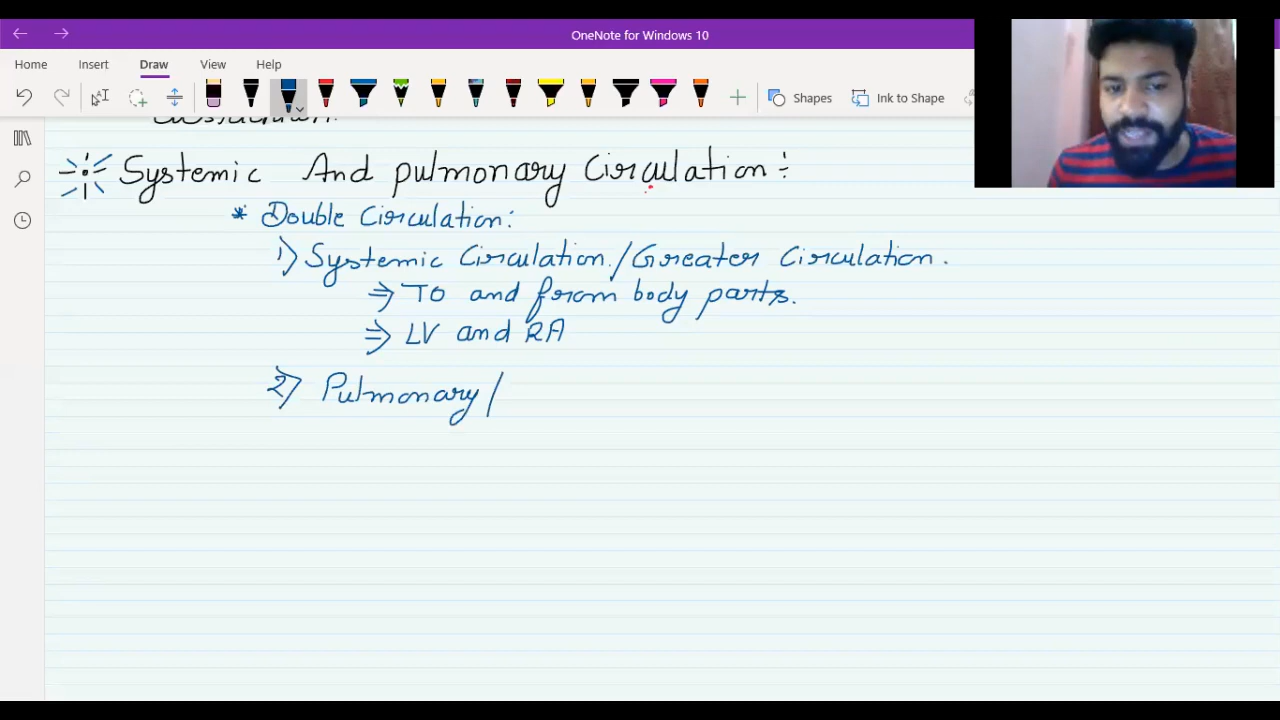 OneNote for Windows 10
Home Insert Draw View Help
Shapes Ink to Shape
Systemic And pulmonary Circulation :
* Double Circulation:
1) Systemic Circulation. / Greater Circulation.
⇒ To and from body parts.
⇒ LV and RA
2) Pulmonary /